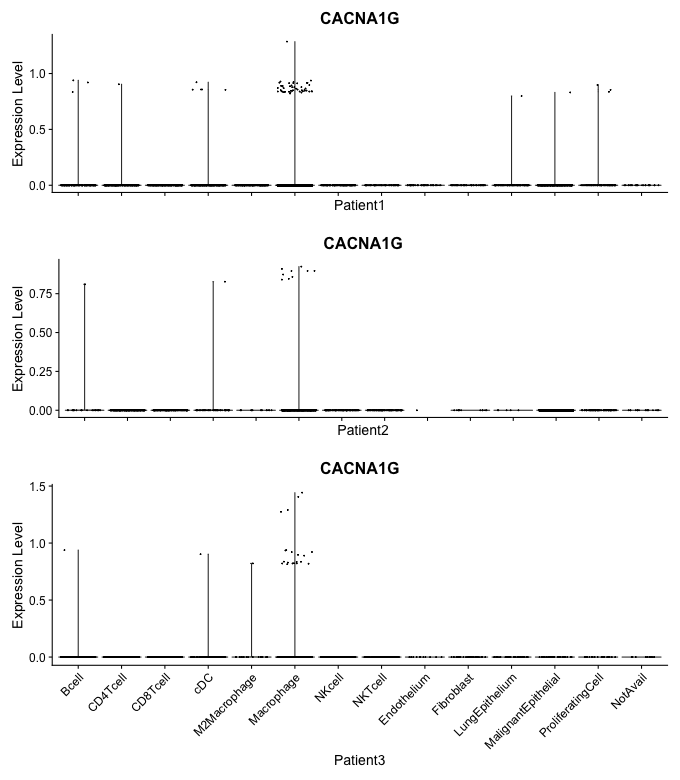 CACNA1G
Expression Level
1.0
0.5
0.0
Patient1
CACNA1G
Expression Level
0.75
0.50
0.25
0.00
Patient2
CACNA1G
Expression Level
1.5
1.0
0.5
0.0
Bcell
CD4Tcell
CD8Tcell
cDC
M2Macrophage
Macrophage
NKcell
NKTcell
Endothelium
Fibroblast
LungEpithelium
MalignantEpithelial
ProliferatingCell
NotAvail
Patient3